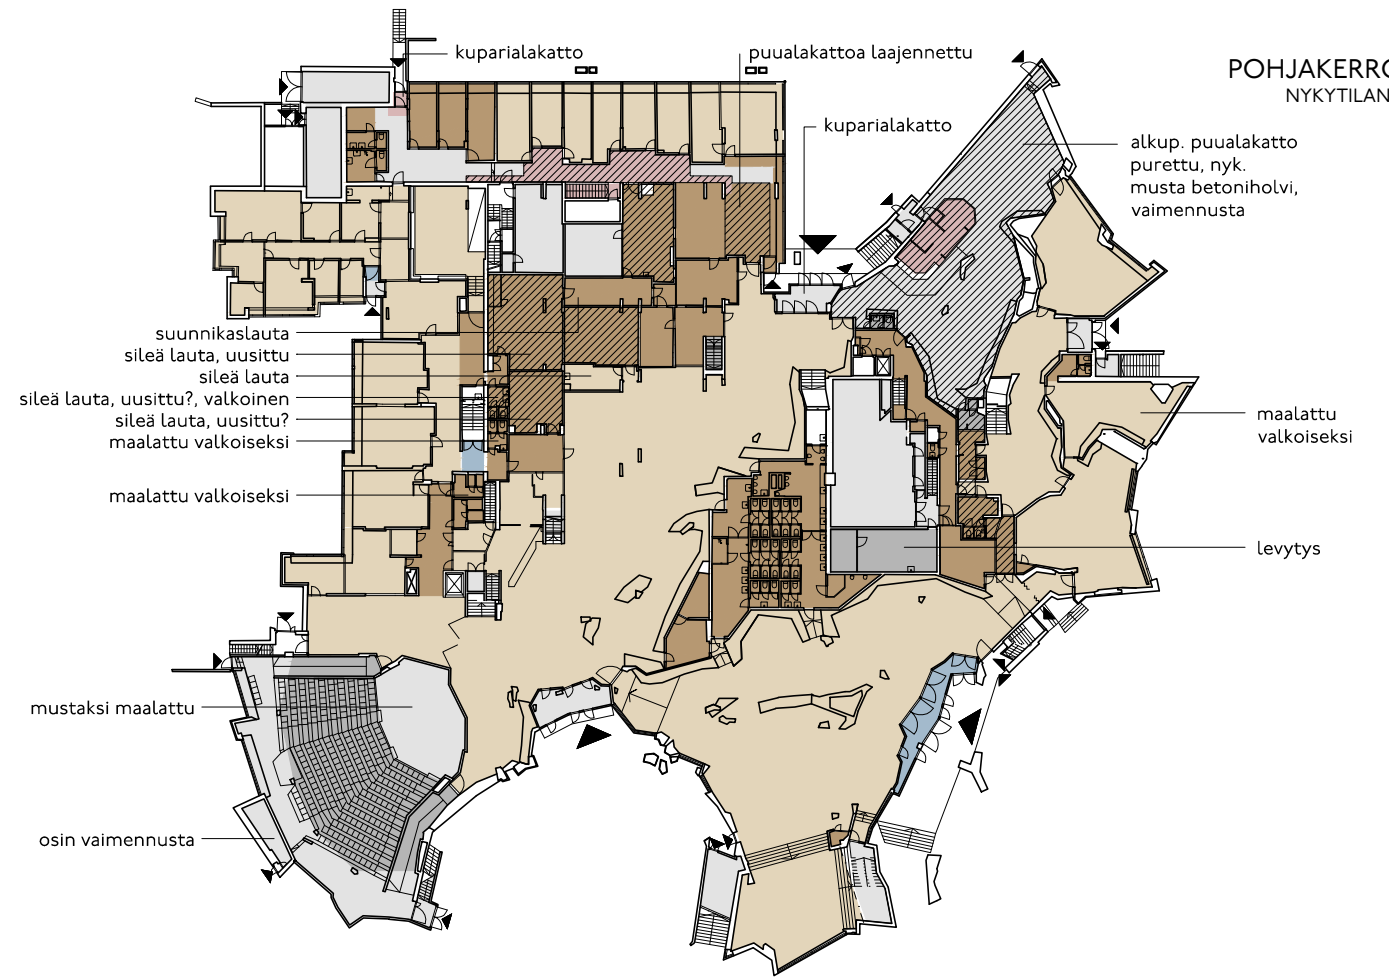 kuparialakatto
puualakattoa laajennettu
POHJAKERRO
NYKYTILAN
kuparialakatto
alkup. puualakatto
purettu, nyk.
musta betoniholvi,
vaimennusta
suunnikaslauta
sileä lauta, uusittu
sileä lauta
sileä lauta, uusittu?, valkoinen
sileä lauta, uusittu?
maalattu valkoiseksi
maalattu
valkoiseksi
maalattu valkoiseksi
levytys
mustaksi maalattu
osin vaimennusta